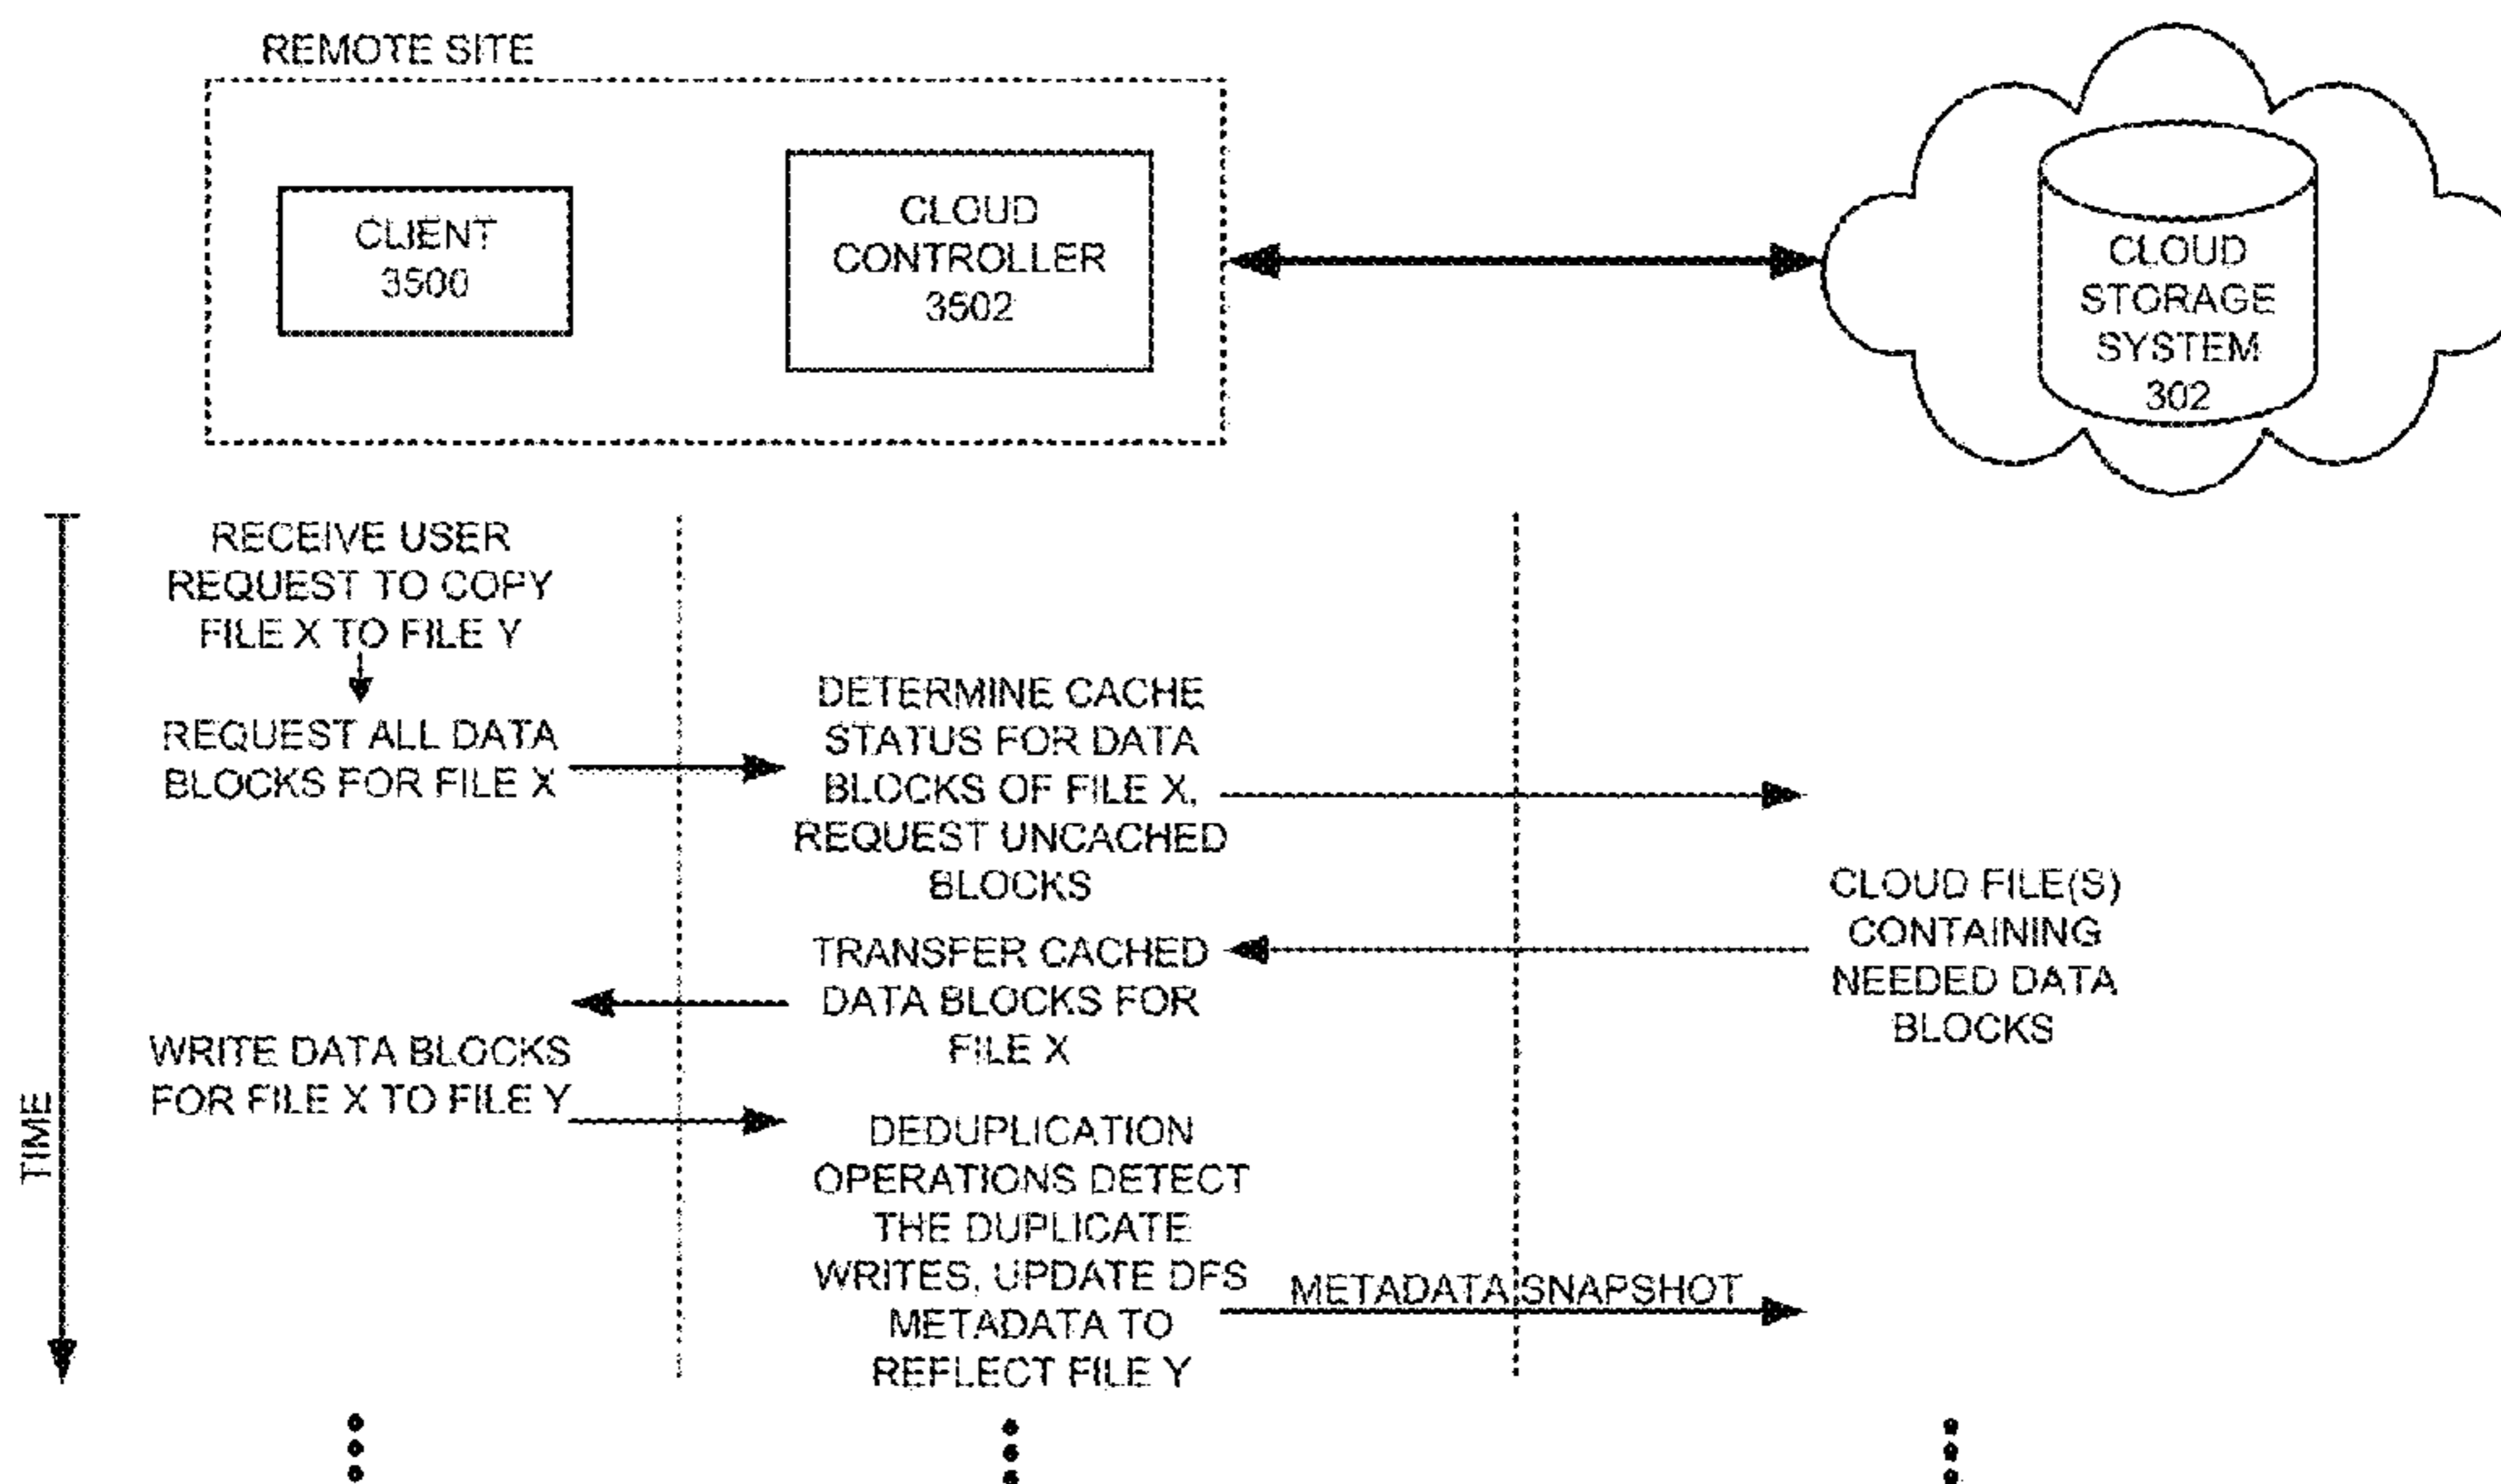 REMOTE SITE
CLIENT
3500
CLOUD
CONTROLLER
3502
CLOUD
STORAGE
SYSTEM
302
RECEIVE USER
REQUEST TO COPY
FILE X TO FILE Y
REQUEST ALL DATA
BLOCKS FOR FILE X
DETERMINE CACHE
STATUS FOR DATA
BLOCKS OF FILE X,
REQUEST UNCACHED
BLOCKS
CLOUD FILE(S)
CONTAINING
NEEDED DATA
BLOCKS
TRANSFER CACHED
DATA BLOCKS FOR
FILE X
WRITE DATA BLOCKS
FOR FILE X TO FILE Y
DEDUPLICATION
OPERATIONS DETECT
THE DUPLICATE
WRITES, UPDATE DFS
METADATA TO
REFLECT FILE Y
METADATA SNAPSHOT
TIME